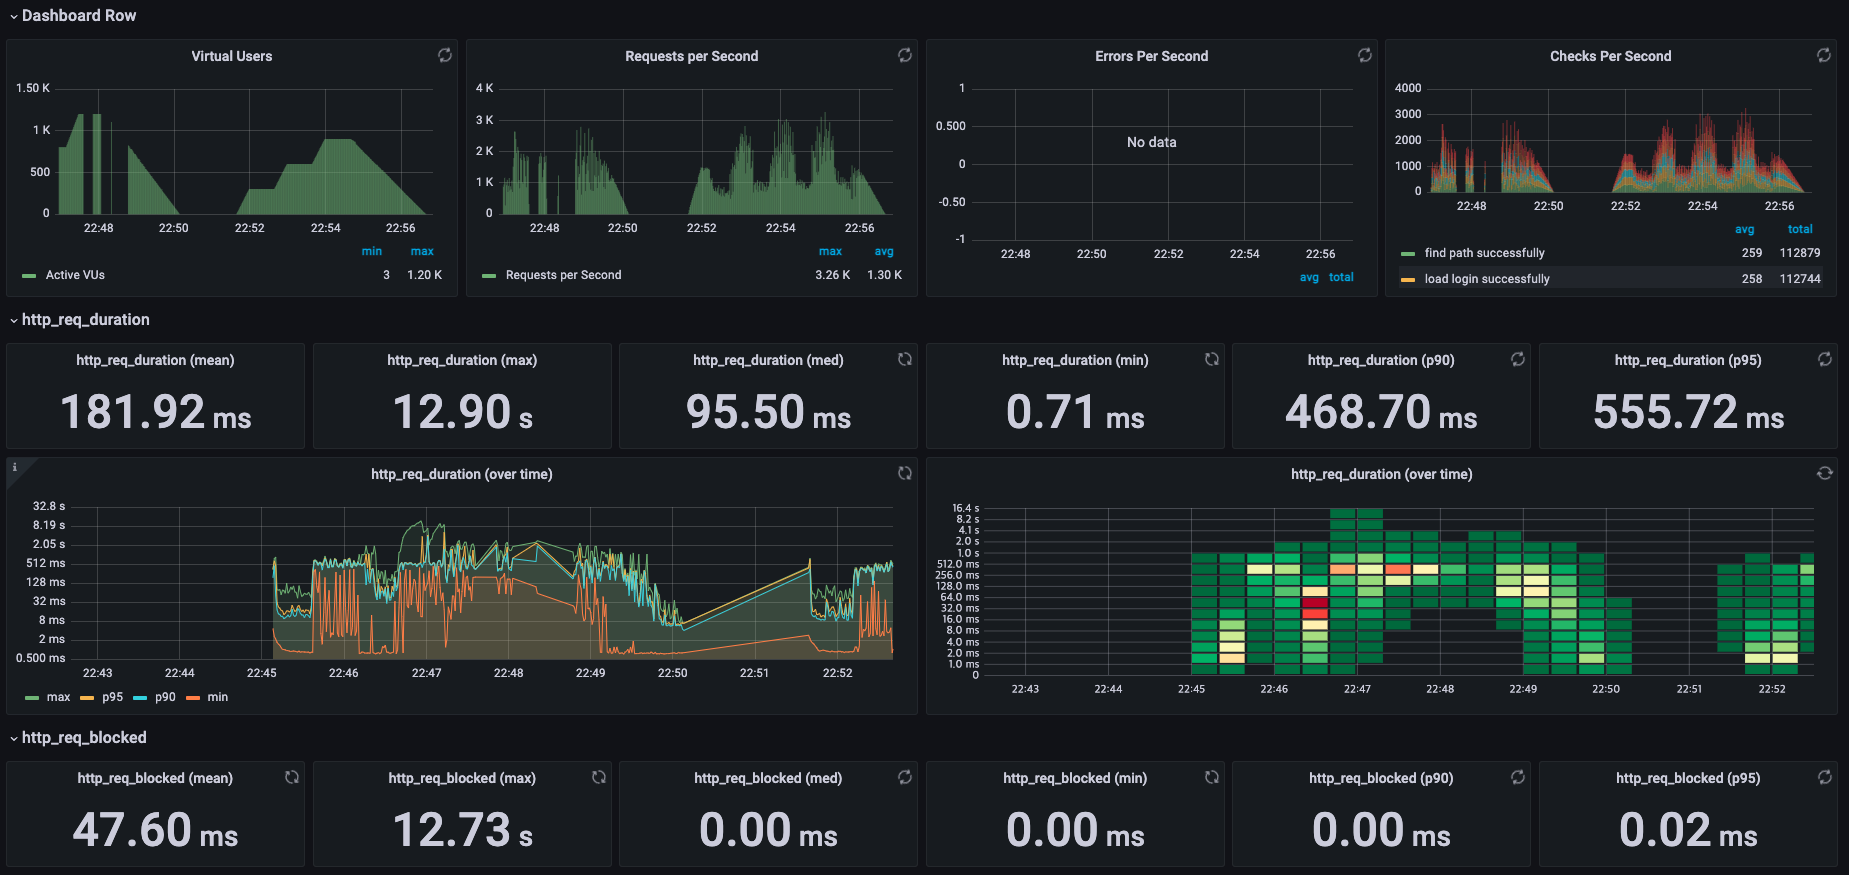 Dashboard Row
Virtual Users
1.50 K
1 K
500
0
22:48 22:50 22:52 22:54 22:56
min max
Active VUs 3 1.20 K
Requests per Second
4 K
3 K
2 K
1 K
0
22:48 22:50 22:52 22:54 22:56
max avg
Requests per Second 3.26 K 1.30 K
Errors Per Second
1
0.500
0
-0.50
-1
No data
22:48 22:50 22:52 22:54 22:56
avg total
Checks Per Second
4000
3000
2000
1000
0
22:48 22:50 22:52 22:54 22:56
avg total
find path successfully 259 112879
load login successfully 258 112744
http_req_duration
http_req_duration (mean)
181.92 ms
http_req_duration (max)
12.90 s
http_req_duration (med)
95.50 ms
http_req_duration (min)
0.71 ms
http_req_duration (p90)
468.70 ms
http_req_duration (p95)
555.72 ms
i
http_req_duration (over time)
32.8 s
8.19 s
2.05 s
512 ms
128 ms
32 ms
8 ms
2 ms
0.500 ms
22:43 22:44 22:45 22:46 22:47 22:48 22:49 22:50 22:51 22:52
max p95 p90 min
http_req_duration (over time)
16.4 s
8.2 s
4.1 s
2.0 s
1.0 s
512.0 ms
256.0 ms
128.0 ms
64.0 ms
32.0 ms
16.0 ms
8.0 ms
4.0 ms
2.0 ms
1.0 ms
0
22:43 22:44 22:45 22:46 22:47 22:48 22:49 22:50 22:51 22:52
http_req_blocked
http_req_blocked (mean)
47.60 ms
http_req_blocked (max)
12.73 s
http_req_blocked (med)
0.00 ms
http_req_blocked (min)
0.00 ms
http_req_blocked (p90)
0.00 ms
http_req_blocked (p95)
0.02 ms